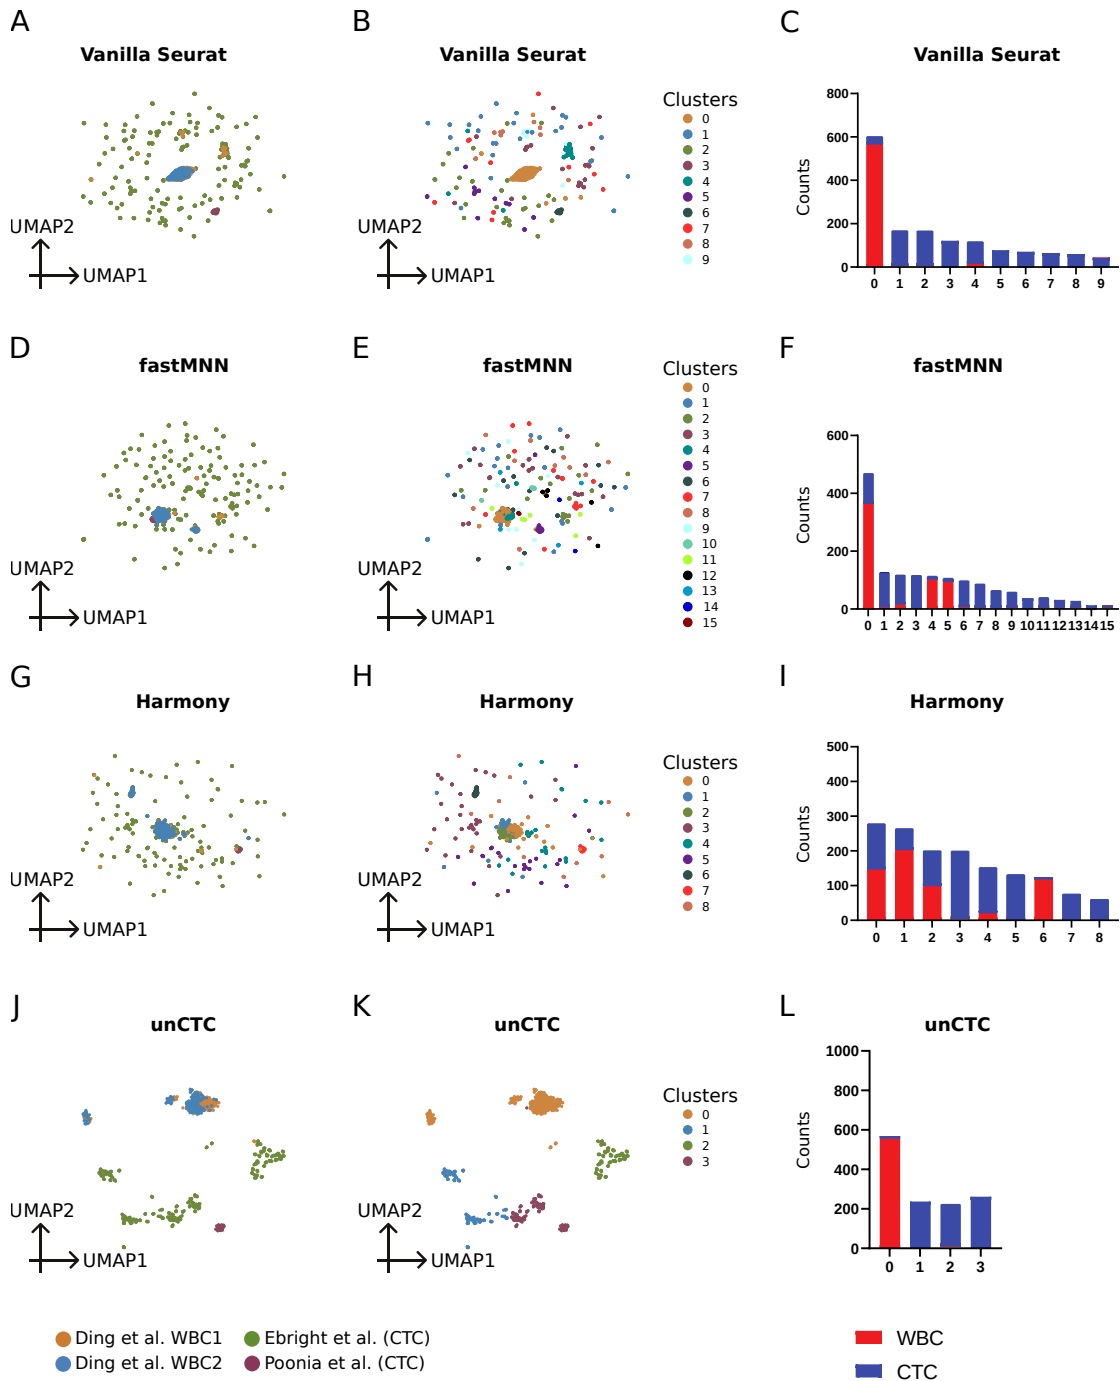 A
B
C
Vanilla Seurat
Vanilla Seurat
Vanilla Seurat
UMAP2
UMAP1
UMAP2
UMAP1
Clusters
0
1
2
3
4
5
6
7
8
9
Counts
800
600
400
200
0
0 1 2 3 4 5 6 7 8 9
D
E
F
fastMNN
fastMNN
fastMNN
UMAP2
UMAP1
UMAP2
UMAP1
Clusters
0
1
2
3
4
5
6
7
8
9
10
11
12
13
14
15
Counts
600
400
200
0
0 1 2 3 4 5 6 7 8 9 10 11 12 13 14 15
G
H
I
Harmony
Harmony
Harmony
UMAP2
UMAP1
UMAP2
UMAP1
Clusters
0
1
2
3
4
5
6
7
8
Counts
500
400
300
200
100
0
0 1 2 3 4 5 6 7 8
J
K
L
unCTC
unCTC
unCTC
UMAP2
UMAP1
UMAP2
UMAP1
Clusters
0
1
2
3
Counts
1000
800
600
400
200
0
0 1 2 3
Ding et al. WBC1
Ebright et al. (CTC)
Ding et al. WBC2
Poonia et al. (CTC)
WBC
CTC